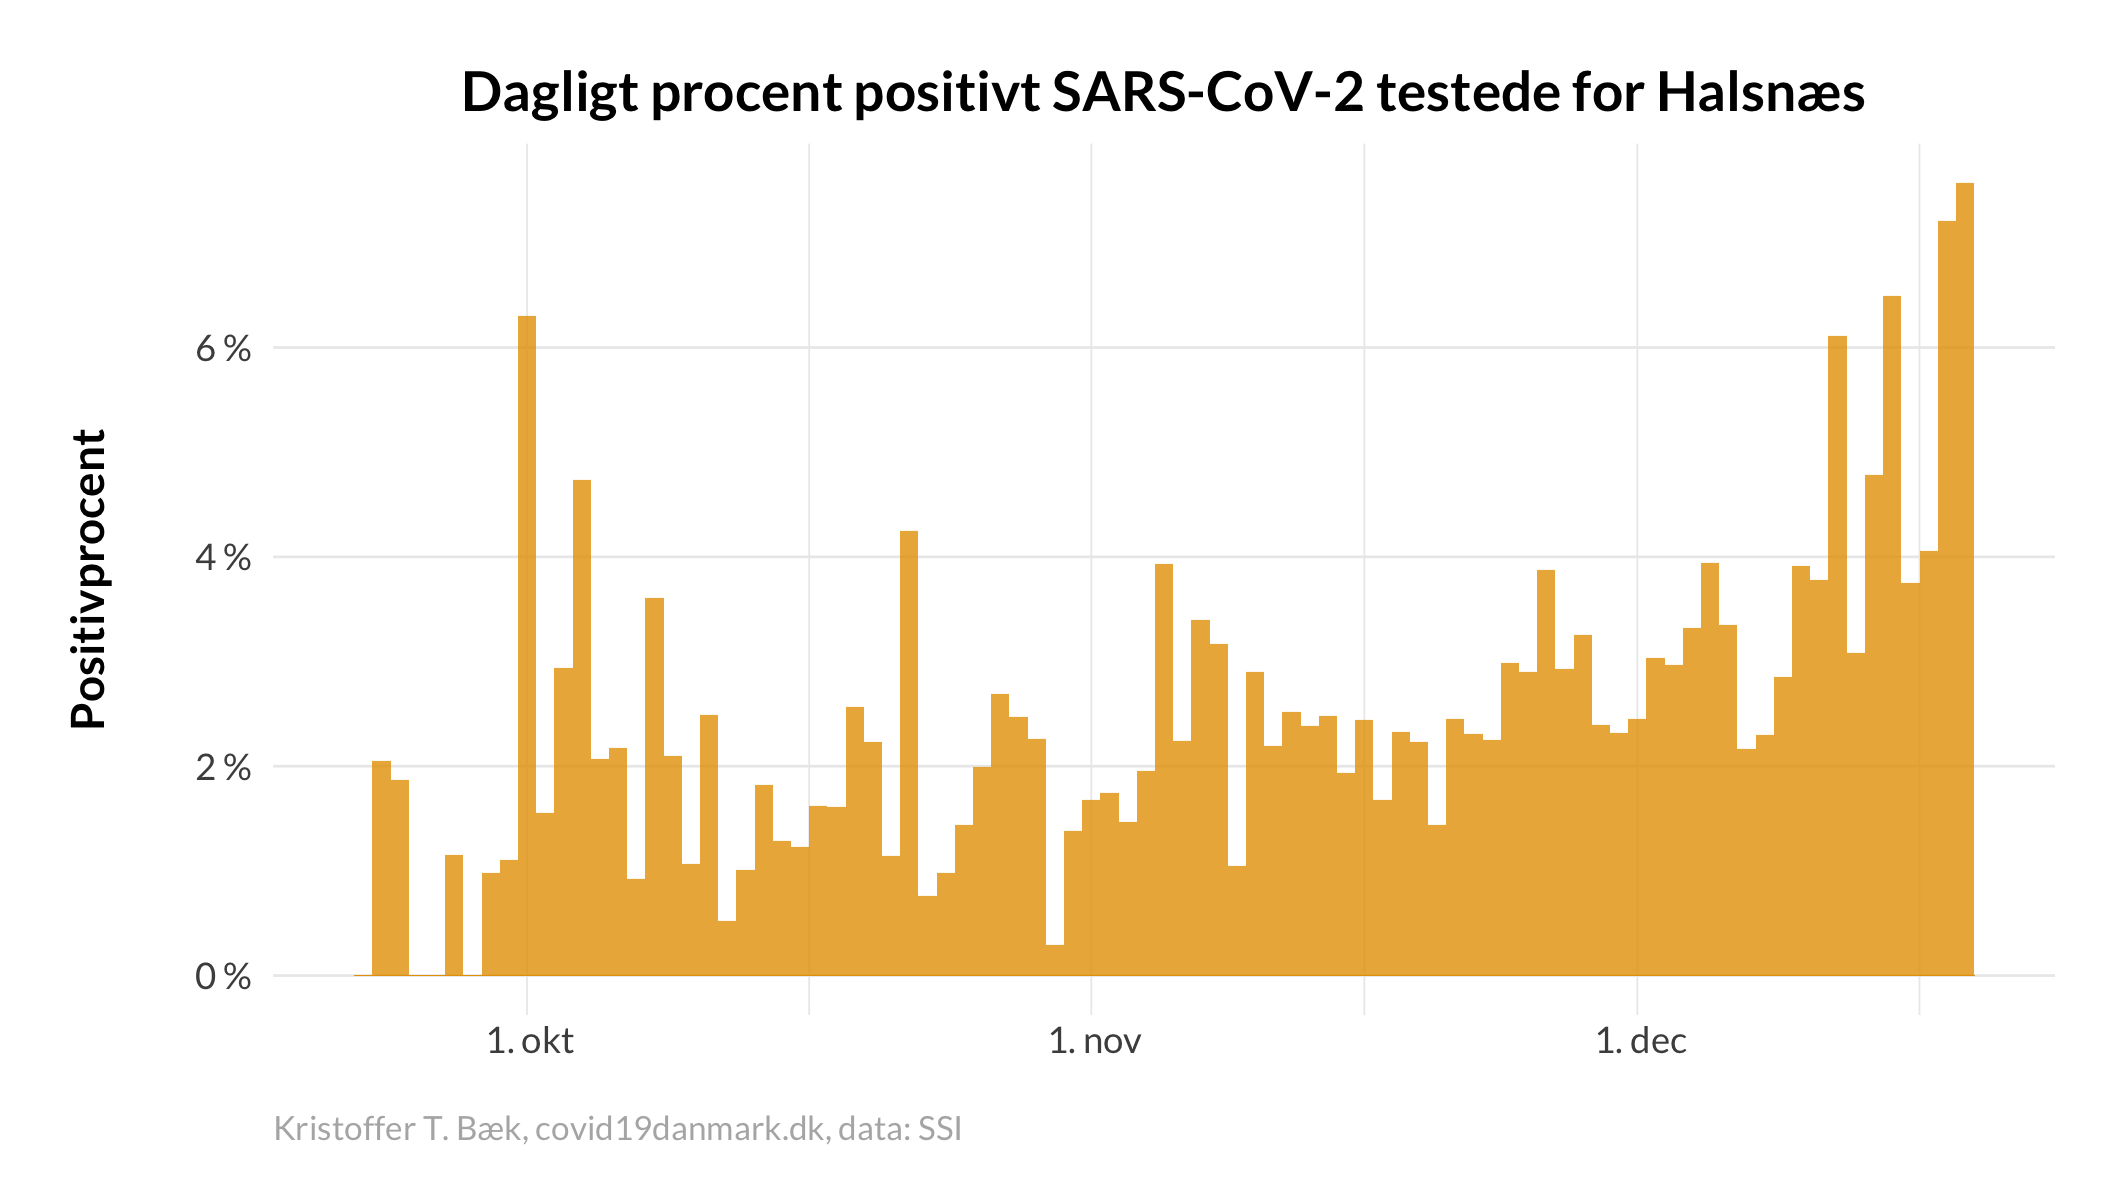 Dagligt procent positivt SARS-CoV-2 testede for Halsnæs
Positivprocent
6 %
4 %
2 %
0 %
1. okt
1. nov
1. dec
Kristoffer T. Bæk, covid19danmark.dk, data: SSI